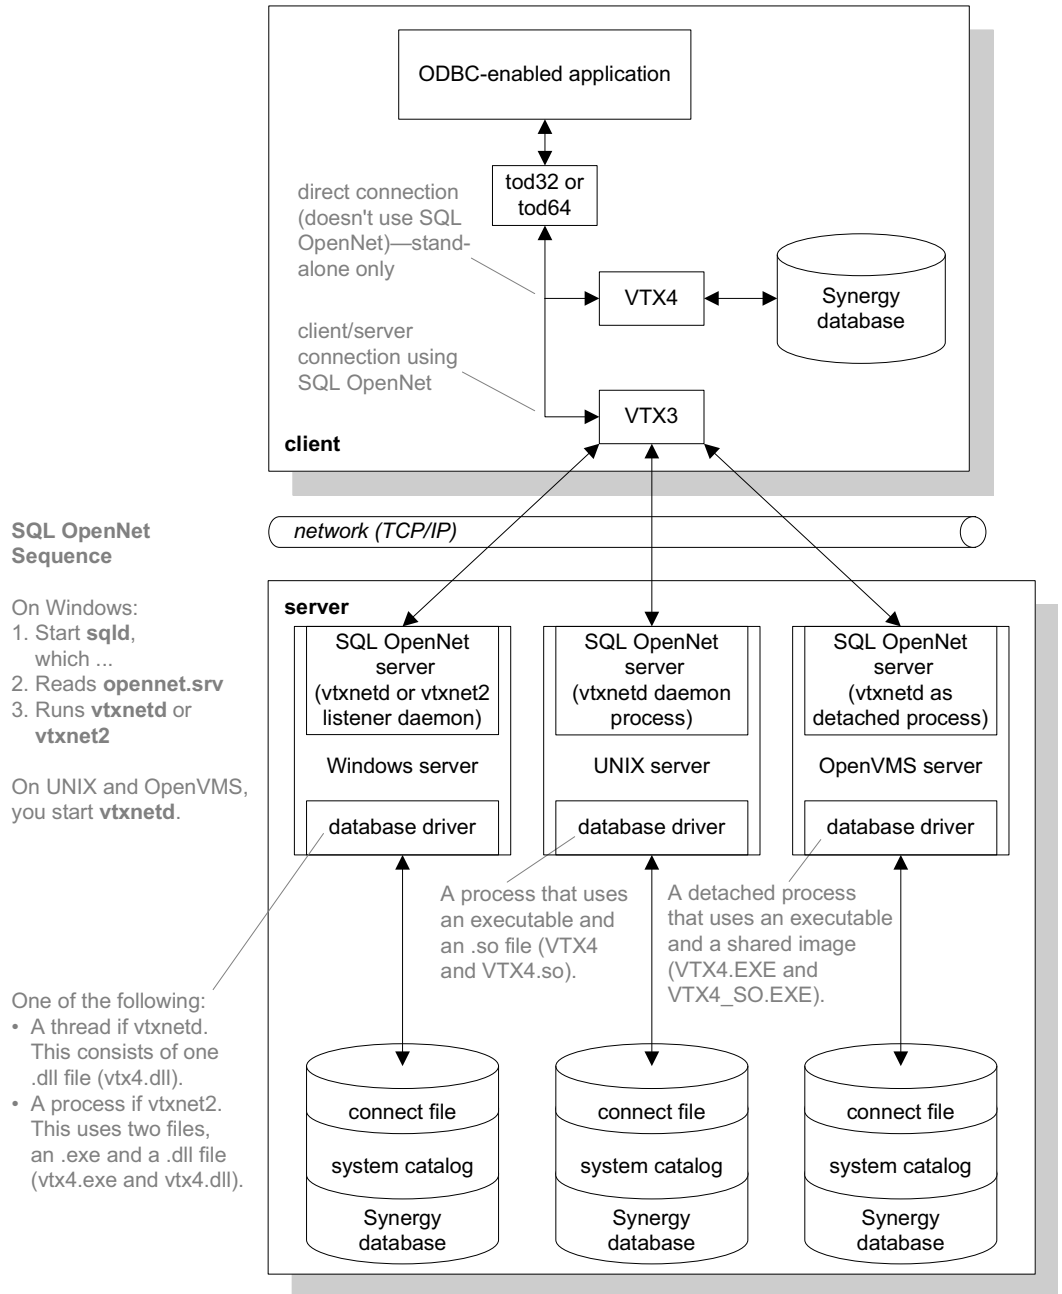 ODBC-enabled application
tod32 or
tod64
direct connection
(doesn't use SQL
OpenNet)—stand-
alone only
VTX4
Synergy
database
client/server
connection using
SQL OpenNet
VTX3
client
SQL OpenNet
Sequence
network (TCP/IP)
On Windows:
1. Start sqld,
which ...
2. Reads opennet.srv
3. Runs vtxnetd or
vtxnet2
On UNIX and OpenVMS,
you start vtxnetd.
server
SQL OpenNet
server
(vtxnetd or vtxnet2
listener daemon)
Windows server
database driver
SQL OpenNet
server
(vtxnetd daemon
process)
UNIX server
database driver
SQL OpenNet
server
(vtxnetd as
detached process)
OpenVMS server
database driver
A process that uses
an executable and
an .so file (VTX4
and VTX4.so).
A detached process
that uses an executable
and a shared image
(VTX4.EXE and
VTX4_SO.EXE).
One of the following:
• A thread if vtxnetd.
This consists of one
.dll file (vtx4.dll).
• A process if vtxnet2.
This uses two files,
an .exe and a .dll file
(vtx4.exe and vtx4.dll).
connect file
system catalog
Synergy
database
connect file
system catalog
Synergy
database
connect file
system catalog
Synergy
database